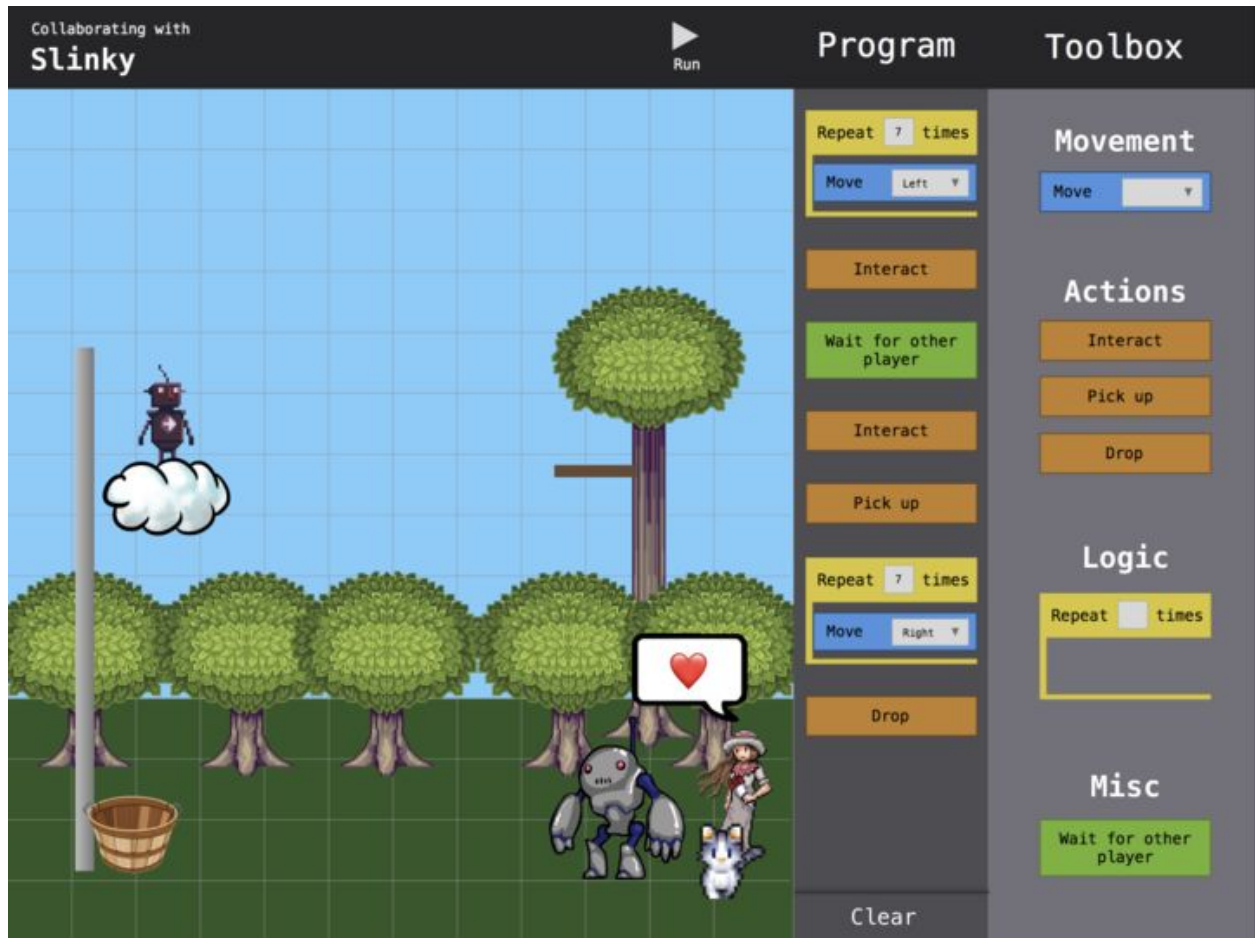 Collaborating with
Slinky
Run
Program
Toolbox
Repeat 7 times
Move Left ▼
Interact
Wait for other
player
Interact
Pick up
Repeat 7 times
Move Right ▼
Drop
Clear
Movement
Move ▼
Actions
Interact
Pick up
Drop
Logic
Repeat times
Misc
Wait for other
player